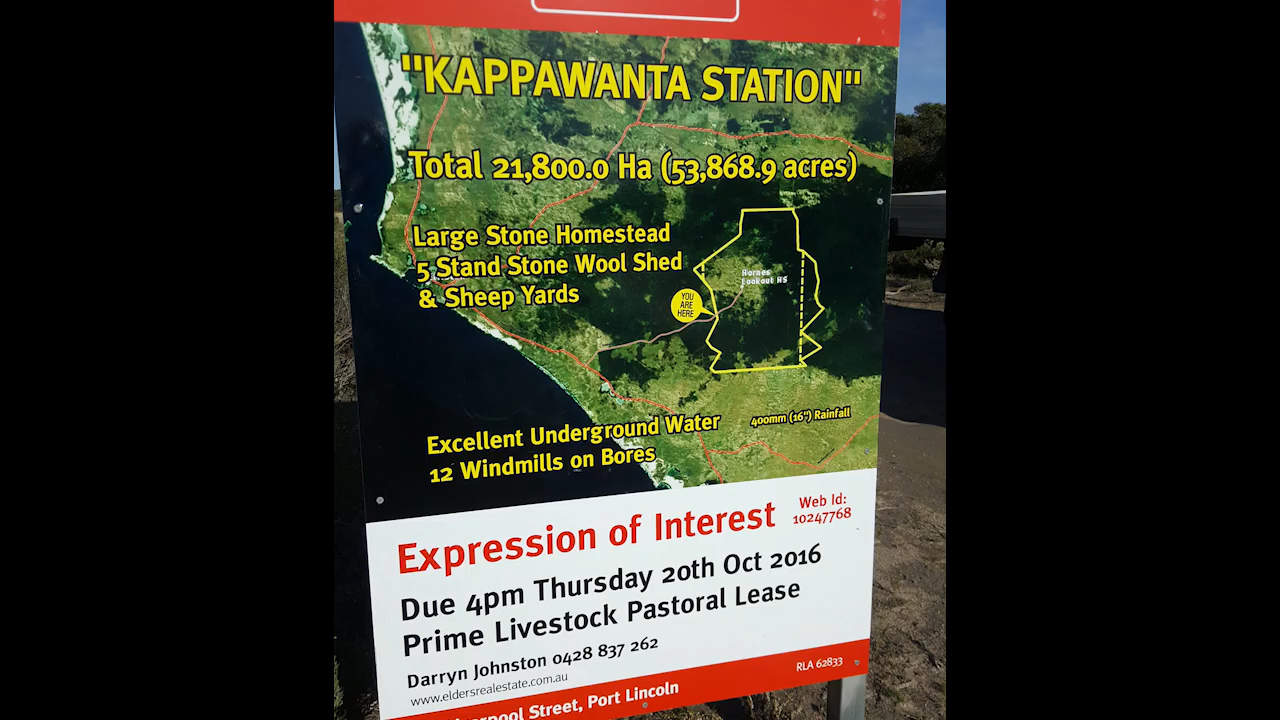 "KAPPAWANTA STATION"
Total 21,800.0 Ha (53,868.9 acres)
Large Stone Homestead
5 Stand Stone Wool Shed
& Sheep Yards
Hornes
Lookout HS
YOU
ARE
HERE
Excellent Underground Water
12 Windmills on Bores
400mm (16") Rainfall
Expression of Interest
Web Id:
10247768
Due 4pm Thursday 20th Oct 2016
Prime Livestock Pastoral Lease
Darryn Johnston 0428 837 262
www.eldersrealestate.com.au
RLA 62833
Street, Port Lincoln